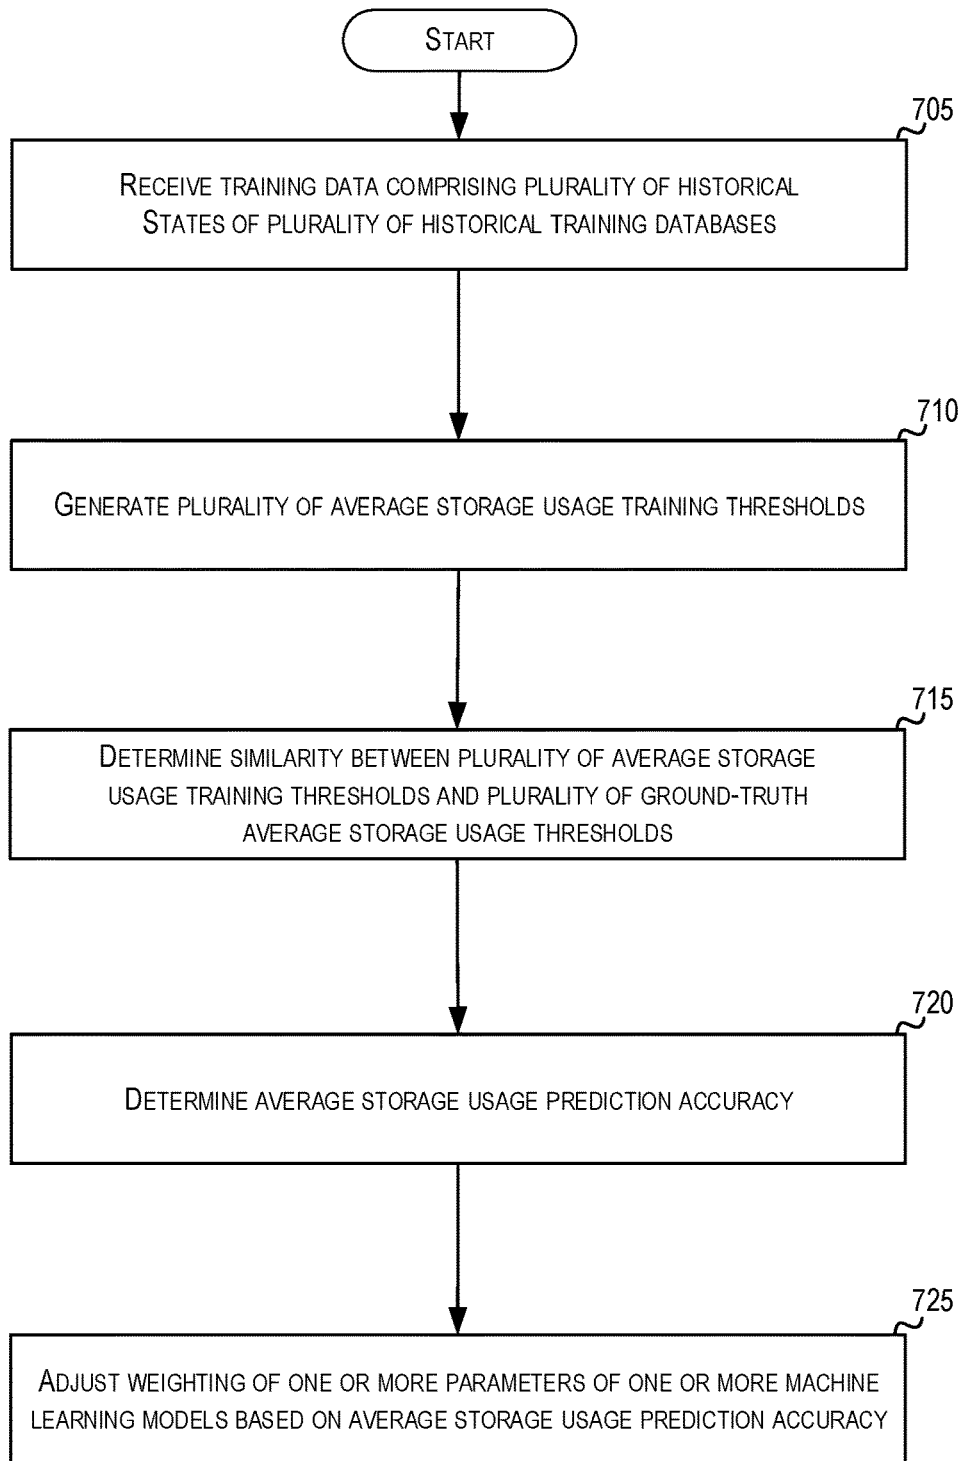 START
705
RECEIVE TRAINING DATA COMPRISING PLURALITY OF HISTORICAL
STATES OF PLURALITY OF HISTORICAL TRAINING DATABASES
710
GENERATE PLURALITY OF AVERAGE STORAGE USAGE TRAINING THRESHOLDS
715
DETERMINE SIMILARITY BETWEEN PLURALITY OF AVERAGE STORAGE
USAGE TRAINING THRESHOLDS AND PLURALITY OF GROUND-TRUTH
AVERAGE STORAGE USAGE THRESHOLDS
720
DETERMINE AVERAGE STORAGE USAGE PREDICTION ACCURACY
725
ADJUST WEIGHTING OF ONE OR MORE PARAMETERS OF ONE OR MORE MACHINE
LEARNING MODELS BASED ON AVERAGE STORAGE USAGE PREDICTION ACCURACY